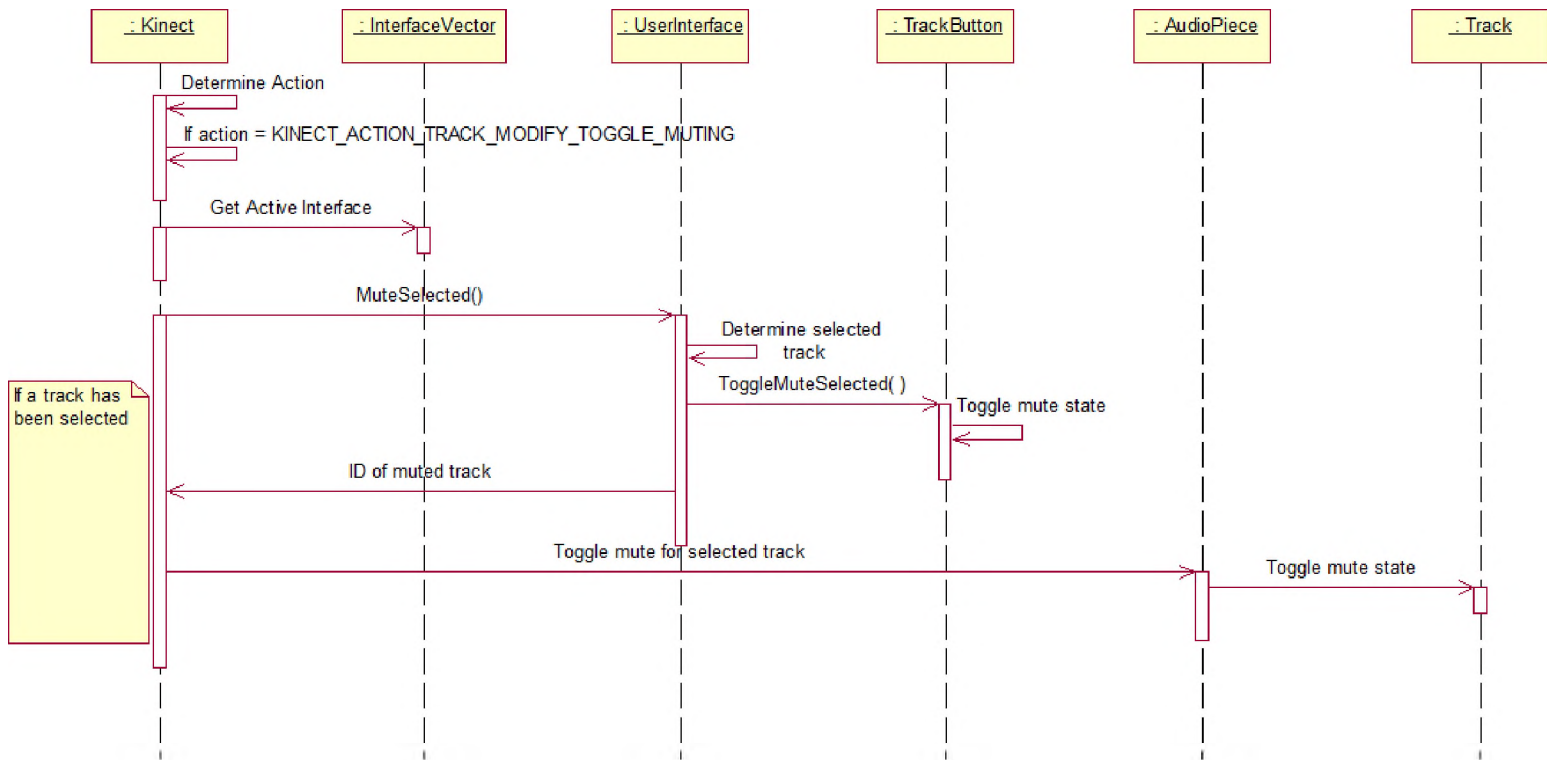 : Kinect
: InterfaceVector
: UserInterface
: TrackButton
: AudioPiece
: Track
Determine Action
If action = KINECT_ACTION_TRACK_MODIFY_TOGGLE_MUTING
Get Active Interface
MuteSelected()
Determine selected
track
ToggleMuteSelected( )
If a track has
been selected
Toggle mute state
ID of muted track
Toggle mute for selected track
Toggle mute state